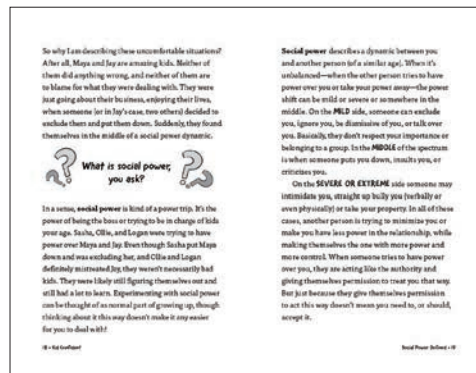 So why I am describing these uncomfortable situations?
After all, Maya and Jay are amazing kids. Neither of
them did anything wrong, and neither of them are
to blame for what they were dealing with. They were
just going about their business, enjoying their lives,
when someone (or in Jay's case, two others) decided to
exclude them and put them down. Suddenly, they found
themselves in the middle of a social power dynamic.
What is social power,
you ask?
In a sense, social power is kind of a power trip. It's the
power of being the boss or trying to be in charge of kids
your age. Sasha, Ollie, and Logan were trying to have
power over Maya and Jay. Even though Sasha put Maya
down and was excluding her, and Ollie and Logan
definitely mistreated Jay, they weren't necessarily bad
kids. They were likely still figuring themselves out and
still had a lot to learn. Experimenting with social power
can be thought of as normal part of growing up, though
thinking about it this way doesn't make it any easier
for you to deal with!
18 • Kid Confident
Social power describes a dynamic between you
and another person (of a similar age). When it's
unbalanced—when the other person tries to have
power over you or take your power away—the power
shift can be mild or severe or somewhere in the
middle. On the MILD side, someone can exclude
you, ignore you, be dismissive of you, or talk over
you. Basically, they don't respect your importance or
belonging to a group. In the MIDDLE of the spectrum
is when someone puts you down, insults you, or
criticizes you.
On the SEVERE OR EXTREME side someone may
intimidate you, straight up bully you (verbally or
even physically) or take your property. In all of these
cases, another person is trying to minimize you or
make you have less power in the relationship, while
making themselves the one with more power and
more control. When someone tries to have power
over you, they are acting like the authority and
giving themselves permission to treat you that way.
But just because they give themselves permission
to act this way doesn't mean you need to, or should,
accept it.
Social Power Defined • 19